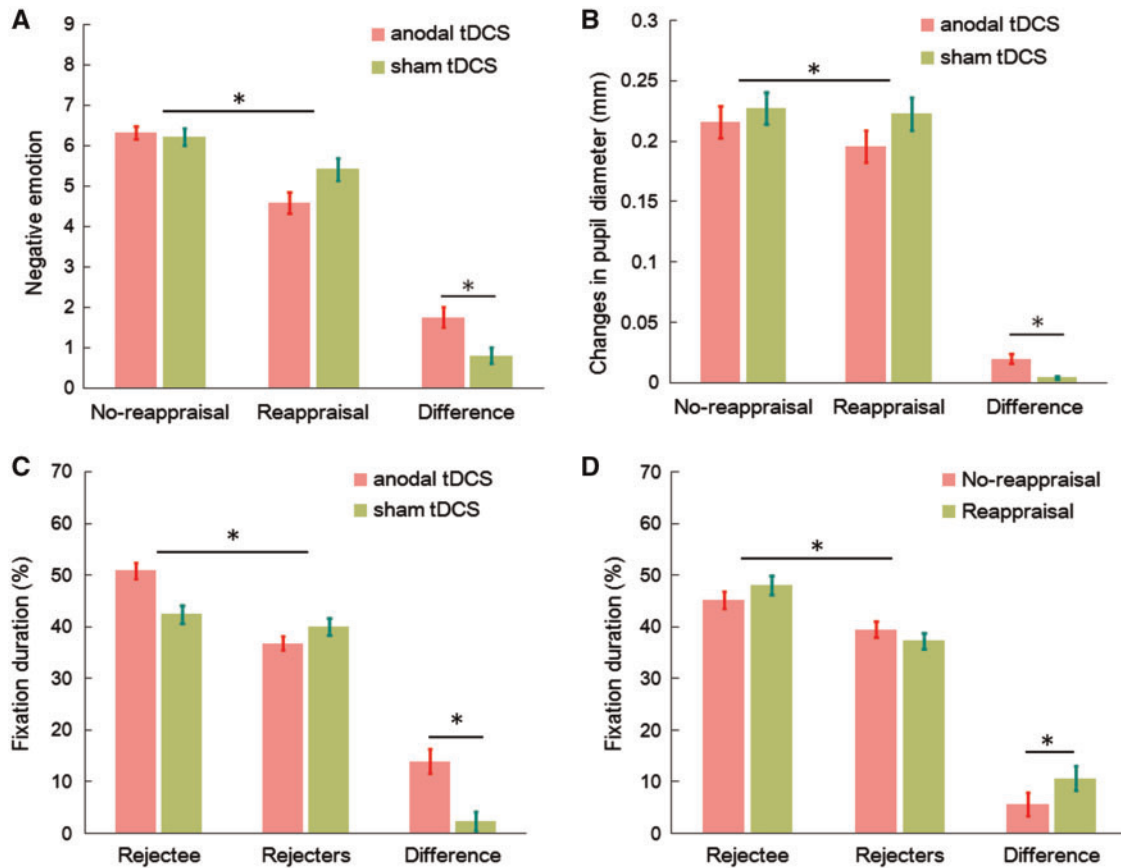 A
anodal tDCS
sham tDCS
Negative emotion
9
8
7
6
5
4
3
2
1
0
*
*
No-reappraisal Reappraisal Difference
B
anodal tDCS
sham tDCS
Changes in pupil diameter (mm)
0.3
0.25
0.2
0.15
0.1
0.05
0
*
*
No-reappraisal Reappraisal Difference
C
anodal tDCS
sham tDCS
Fixation duration (%)
70
60
50
40
30
20
10
0
*
*
Rejectee Rejecters Difference
D
No-reappraisal
Reappraisal
Fixation duration (%)
70
60
50
40
30
20
10
0
*
*
Rejectee Rejecters Difference